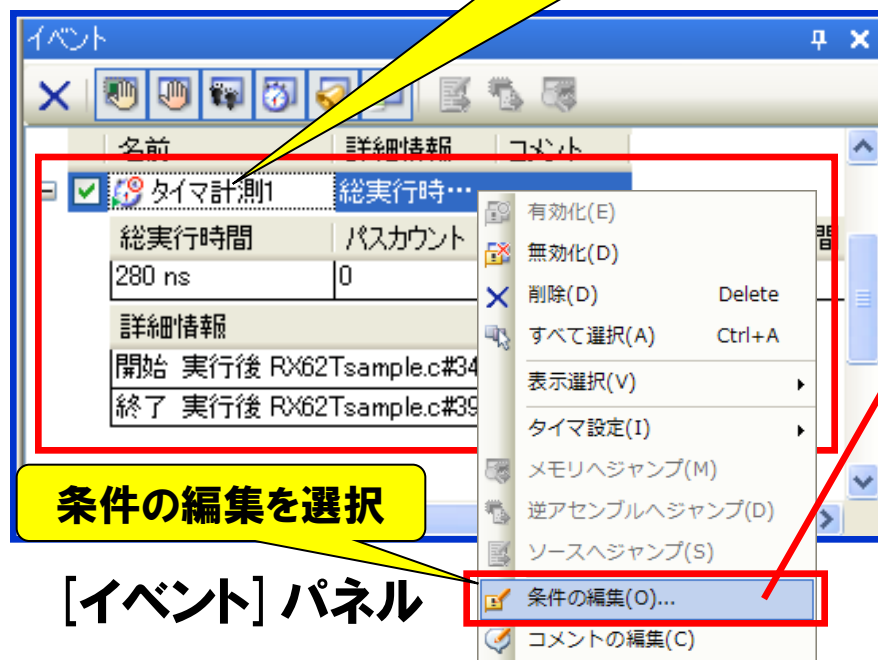 イベント
名前 詳細情報 コメント
タイマ計測1 総実行時…
総実行時間 パスカウント 間
280 ns 0
詳細情報
開始 実行後 RX62Tsample.c#34
終了 実行後 RX62Tsample.c#39
有効化(E)
無効化(D)
削除(D) Delete
すべて選択(A) Ctrl+A
表示選択(V)
タイマ設定(I)
メモリへジャンプ(M)
逆アセンブルへジャンプ(D)
ソースへジャンプ(S)
条件の編集(O)...
コメントの編集(C)
条件の編集を選択
[イベント] パネル